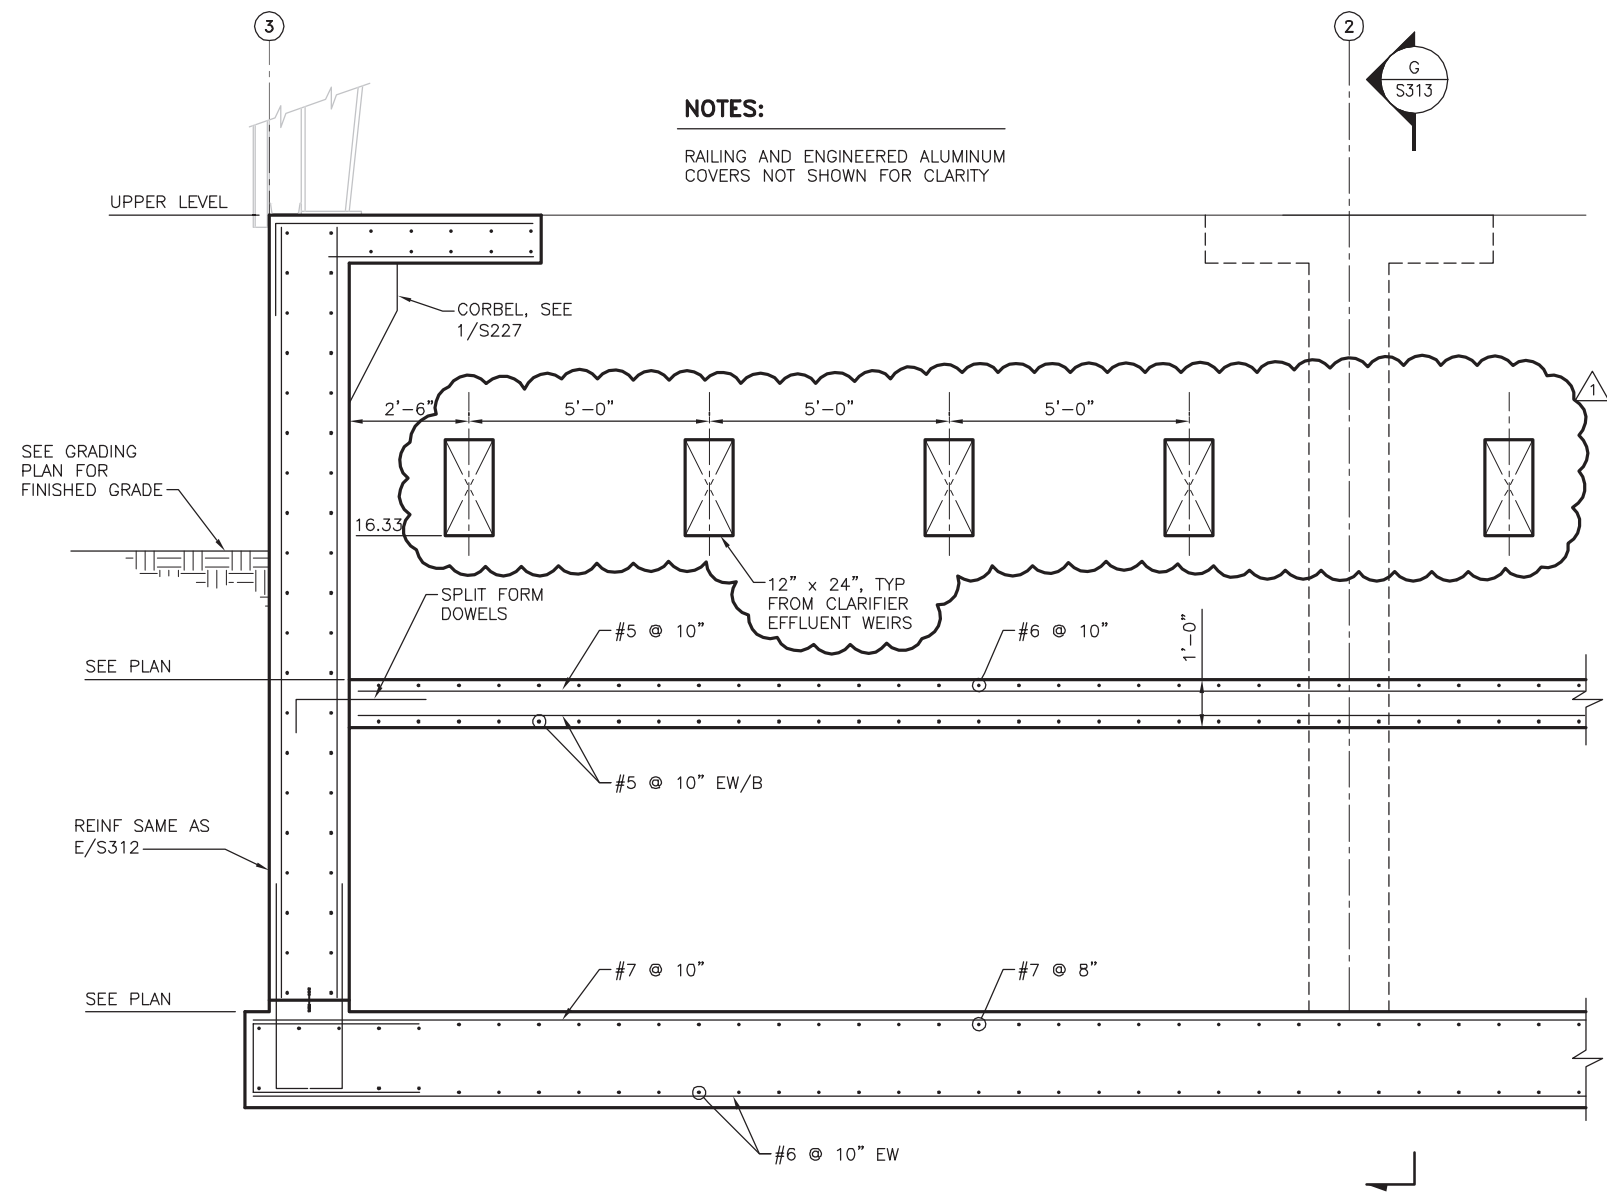 3
2
G
S313
NOTES:
RAILING AND ENGINEERED ALUMINUM
COVERS NOT SHOWN FOR CLARITY
UPPER LEVEL
CORBEL, SEE
1/S227
1
2'-6"
5'-0"
5'-0"
5'-0"
SEE GRADING
PLAN FOR
FINISHED GRADE
16.33
12" x 24", TYP
FROM CLARIFIER
EFFLUENT WEIRS
SPLIT FORM
DOWELS
#5 @ 10"
#6 @ 10"
1'-0"
SEE PLAN
#5 @ 10" EW/B
REINF SAME AS
E/S312
#7 @ 10"
#7 @ 8"
SEE PLAN
#6 @ 10" EW